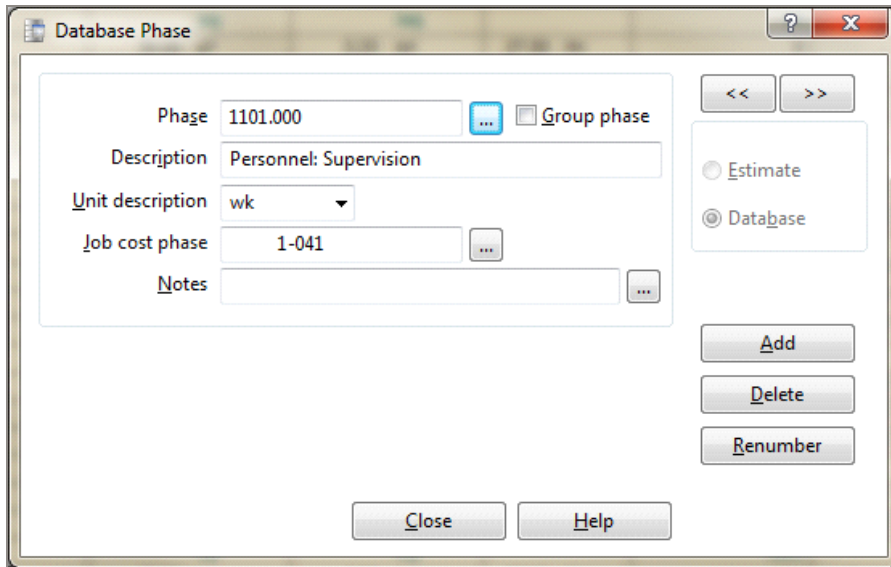 Database Phase
? X
Phase 1101.000 ... Group phase << >>
Description Personnel: Supervision
Estimate
Unit description wk
Database
Job cost phase 1-041 ...
Notes ...
Add
Delete
Renumber
Close Help